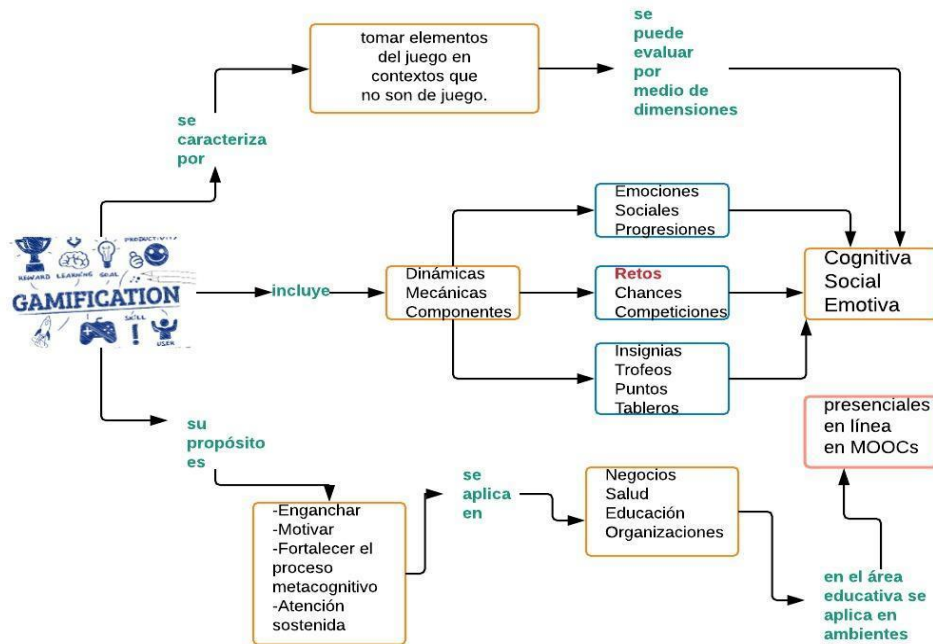 se
caracteriza
por
tomar elementos
del juego en
contextos que
no son de juego.
se
puede
evaluar
por
medio de
dimensiones
REWARD
LEARNING
GOAL
GAMIFICATION
SKILL
USER
incluye
Dinámicas
Mecánicas
Componentes
Emociones
Sociales
Progresiones
Retos
Chances
Competiciones
Insignias
Trofeos
Puntos
Tableros
Cognitiva
Social
Emotiva
su
propósito
es
-Enganchar
-Motivar
-Fortalecer el
proceso
metacognitivo
-Atención
sostenida
se
aplica
en
Negocios
Salud
Educación
Organizaciones
en el área
educativa se
aplica en
ambientes
presenciales
en línea
en MOOCs